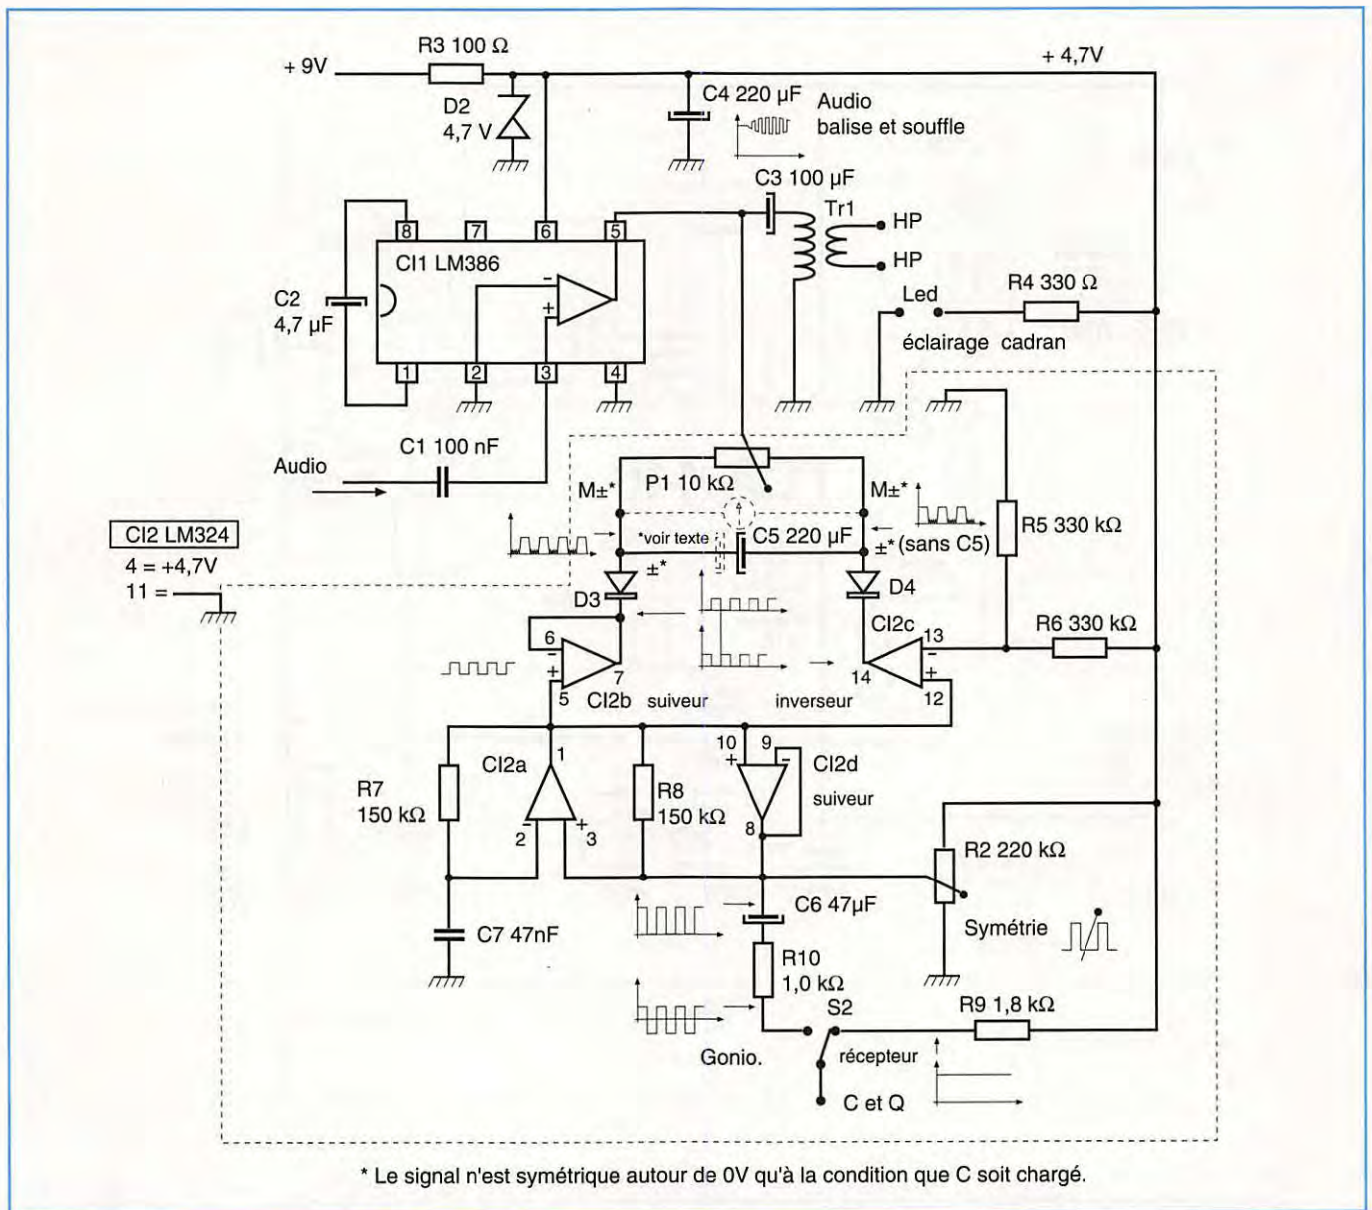 R3 100 Ω
+ 9V
+ 4,7V
D2
4,7 V
C4 220 µF
Audio
balise et souffle
C3 100 µF
Tr1
HP
HP
8
7
6
5
CI1 LM386
-
+
C2
4,7 µF
1
2
3
4
Led
R4 330 Ω
éclairage cadran
C1 100 nF
Audio
P1 10 kΩ
M±*
M±*
R5 330 kΩ
*voir texte
C5 220 µF
±*(sans C5)
±*
CI2 LM324
4 = +4,7V
11 =
D3
D4
CI2c
R6 330 kΩ
6
-
+
5
7
13
-
+
12
14
CI2b
suiveur
inverseur
CI2a
1
10
9
+
-
CI2d
suiveur
8
R7
150 kΩ
R8
150 kΩ
2
-
+
3
R2 220 kΩ
C6 47µF
Symétrie
C7 47nF
R10
1,0 kΩ
S2
R9 1,8 kΩ
Gonio.
récepteur
C et Q
* Le signal n'est symétrique autour de 0V qu'à la condition que C soit chargé.